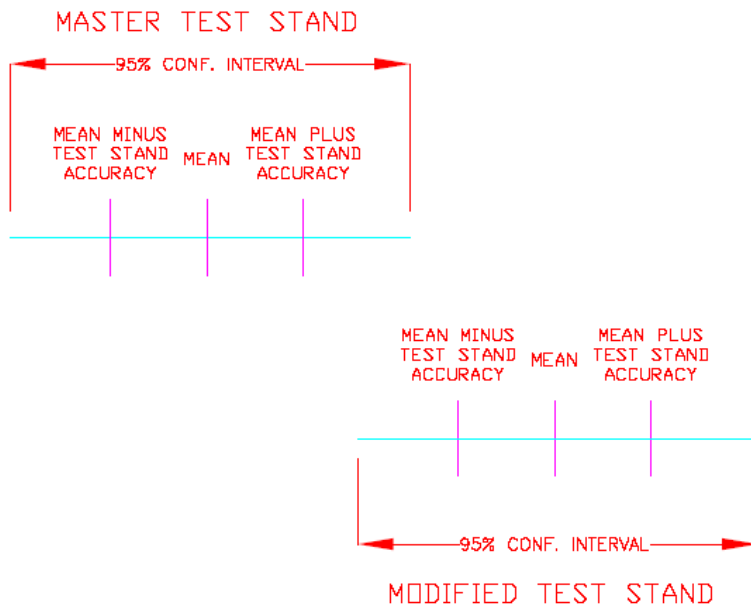 MASTER TEST STAND
95% CONF. INTERVAL
MEAN MINUS
TEST STAND
ACCURACY
MEAN
MEAN PLUS
TEST STAND
ACCURACY
MEAN MINUS
TEST STAND
ACCURACY
MEAN
MEAN PLUS
TEST STAND
ACCURACY
95% CONF. INTERVAL
MODIFIED TEST STAND